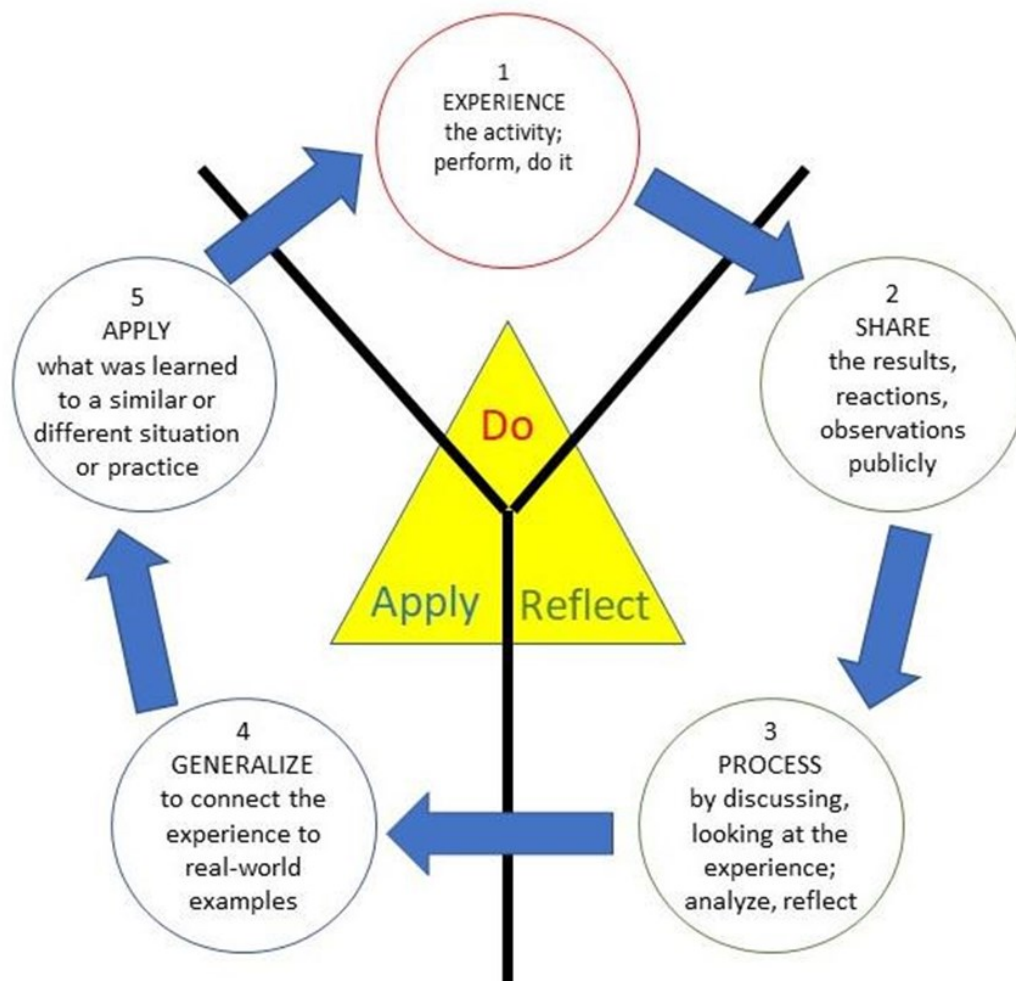 1
EXPERIENCE
the activity;
perform, do it
2
SHARE
the results,
reactions,
observations
publicly
3
PROCESS
by discussing,
looking at the
experience;
analyze, reflect
4
GENERALIZE
to connect the
experience to
real-world
examples
5
APPLY
what was learned
to a similar or
different situation
or practice
Do
Apply
Reflect